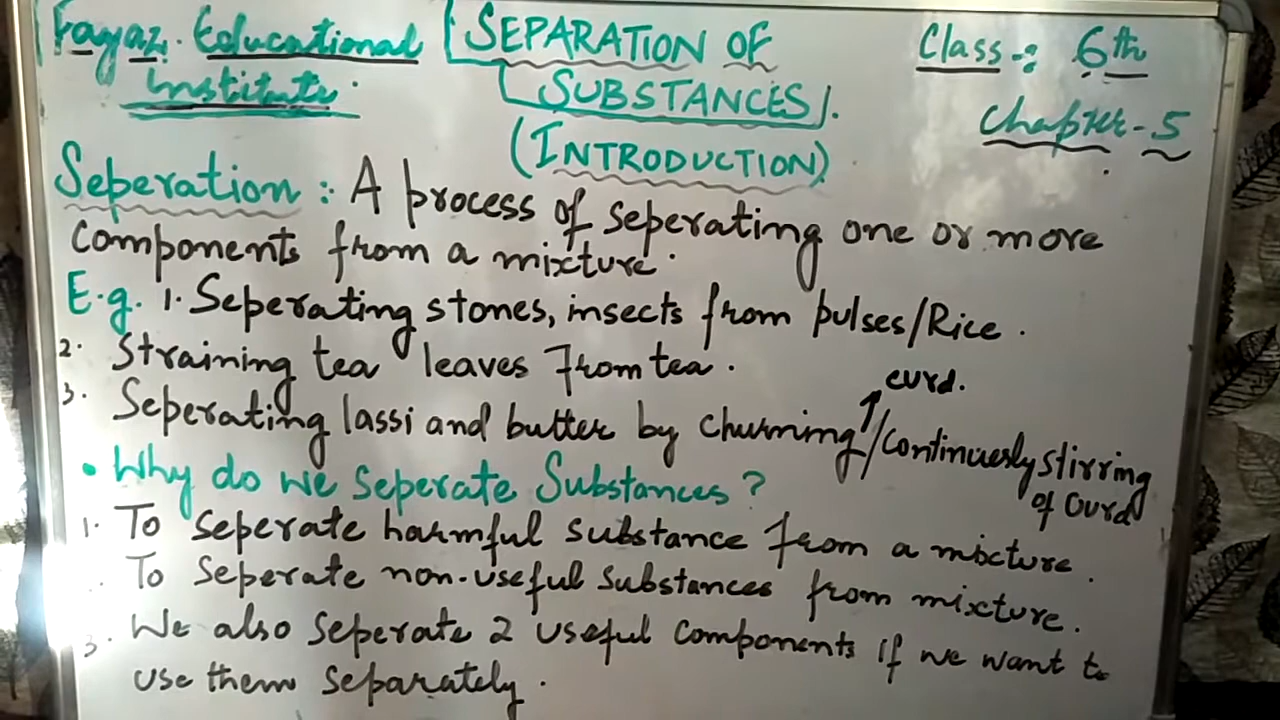 Fayaz. Educational
Institute.
SEPARATION OF
SUBSTANCES.
(INTRODUCTION)
Class -: 6th
Chapter - 5
Seperation : A process of seperating one or more
components from a mixture.
E.g. 1. Seperating stones, insects from pulses/Rice .
2. Straining tea leaves from tea .
curd.
3. Seperating lassi and butter by churning/continuesly stirring
of curd
• Why do we seperate Substances ?
1. To seperate harmful substance from a mixture .
. To seperate non-useful substances from mixture .
3. We also seperate 2 useful components if we want to
use them separately .